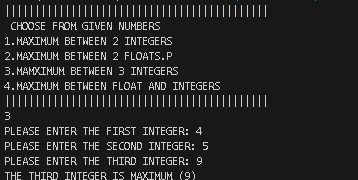 ||||||||||||||||||||||||||||||||||||||||||||
CHOOSE FROM GIVEN NUMBERS
1.MAXIMUM BETWEEN 2 INTEGERS
2.MAXIMUM BETWEEN 2 FLOATS.P
3.MAMXIMUM BETWEEN 3 INTEGERS
4.MAXIMUM BETWEEN FLOAT AND INTEGERS
||||||||||||||||||||||||||||||||||||||||||||
3
PLEASE ENTER THE FIRST INTEGER: 4
PLEASE ENTER THE SECOND INTEGER: 5
PLEASE ENTER THE THIRD INTEGER: 9
THE THIRD INTEGER IS MAXIMUM (9)